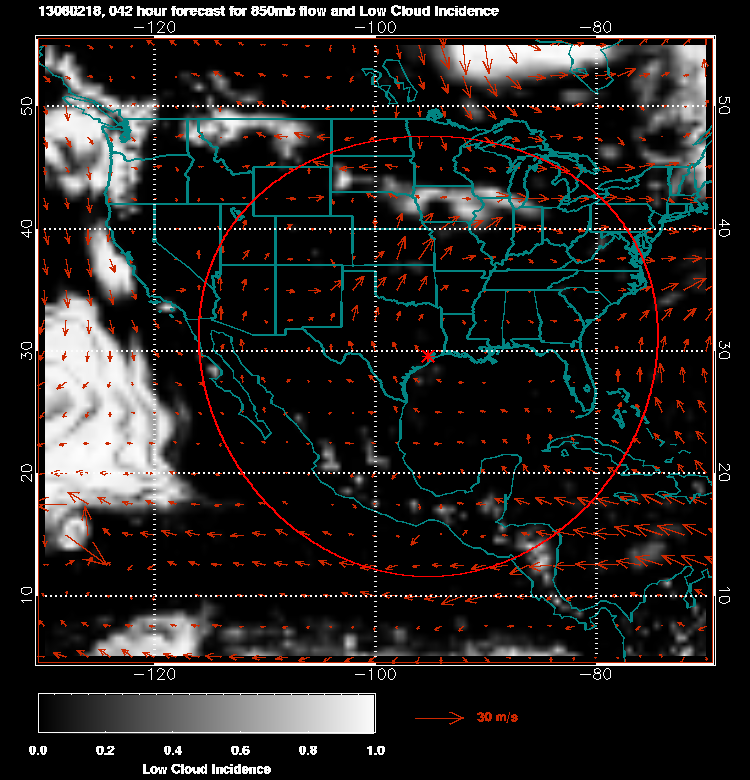 13060218, 042 hour forecast for 850mb flow and Low Cloud Incidence
−120 −100 −80
50 50
40 40
30 30
20 20
10 10
−120 −100 −80
30 m/s
0.0 0.2 0.4 0.6 0.8 1.0
Low Cloud Incidence